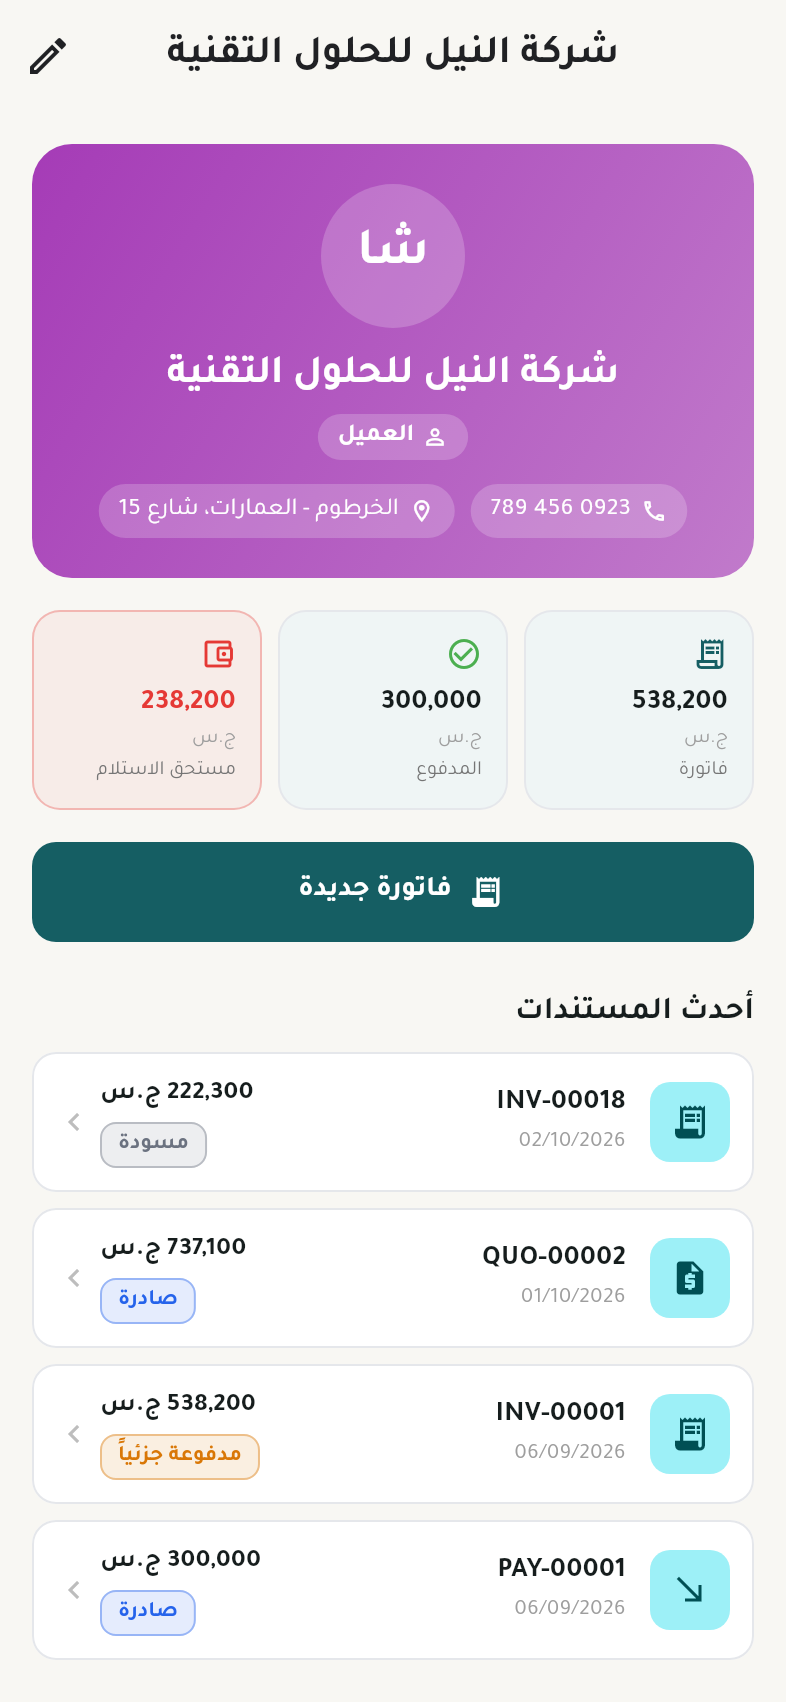 شركة النيل للحلول التقنية
شا
شركة النيل للحلول التقنية
العميل
0923 456 789
الخرطوم - العمارات، شارع 15
538,200
ج.س
فاتورة
300,000
ج.س
المدفوع
238,200
ج.س
مستحق الاستلام
فاتورة جديدة
أحدث المستندات
INV-00018
02/10/2026
222,300 ج.س
مسودة
QUO-00002
01/10/2026
737,100 ج.س
صادرة
INV-00001
06/09/2026
538,200 ج.س
مدفوعة جزئياً
PAY-00001
06/09/2026
300,000 ج.س
صادرة